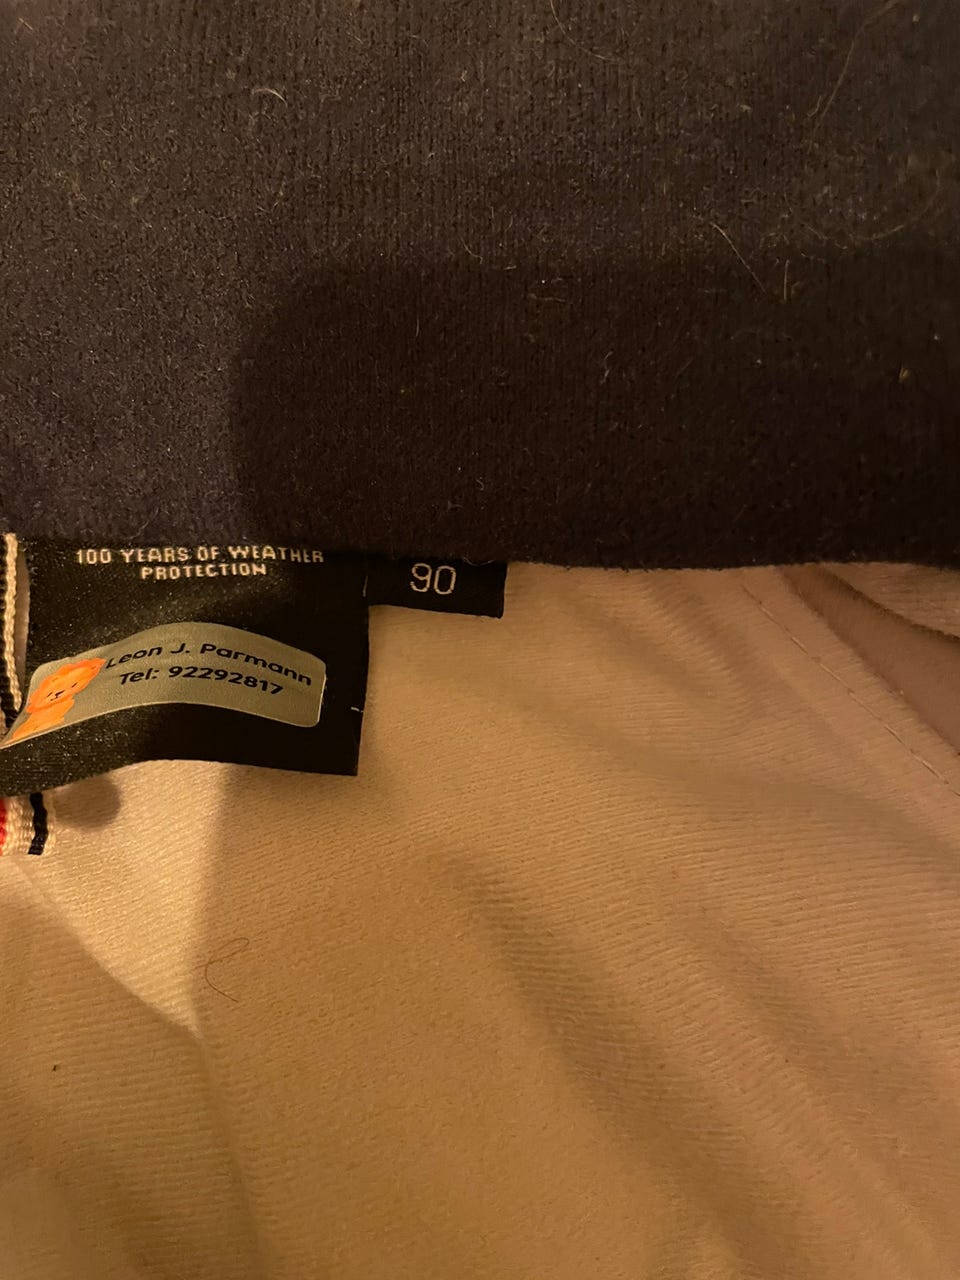 100 YEARS OF WEATHER
PROTECTION
90
Leon J. Parmann
Tel: 92292817